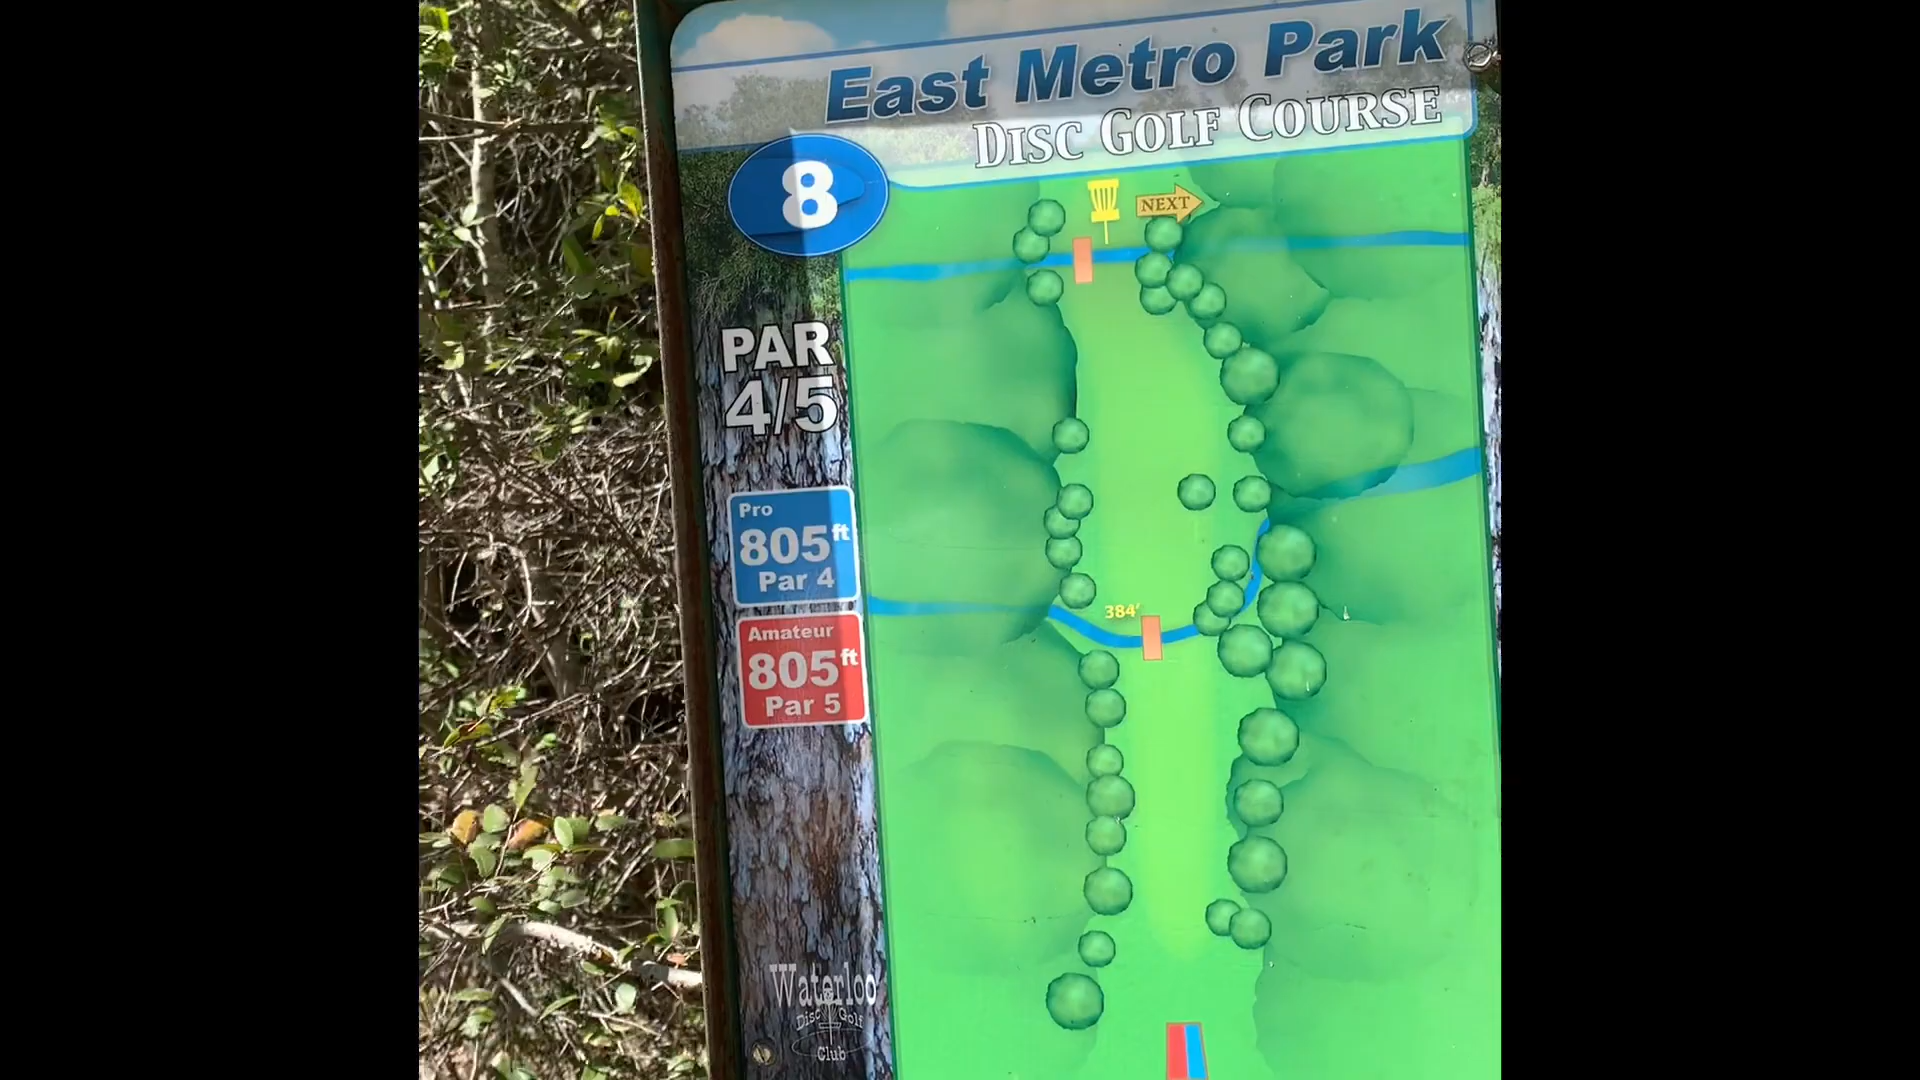 East Metro Park
DISC GOLF COURSE
8
NEXT
PAR
4/5
Pro
805 ft
Par 4
384'
Amateur
805 ft
Par 5
Waterloo
Disc Golf
Club